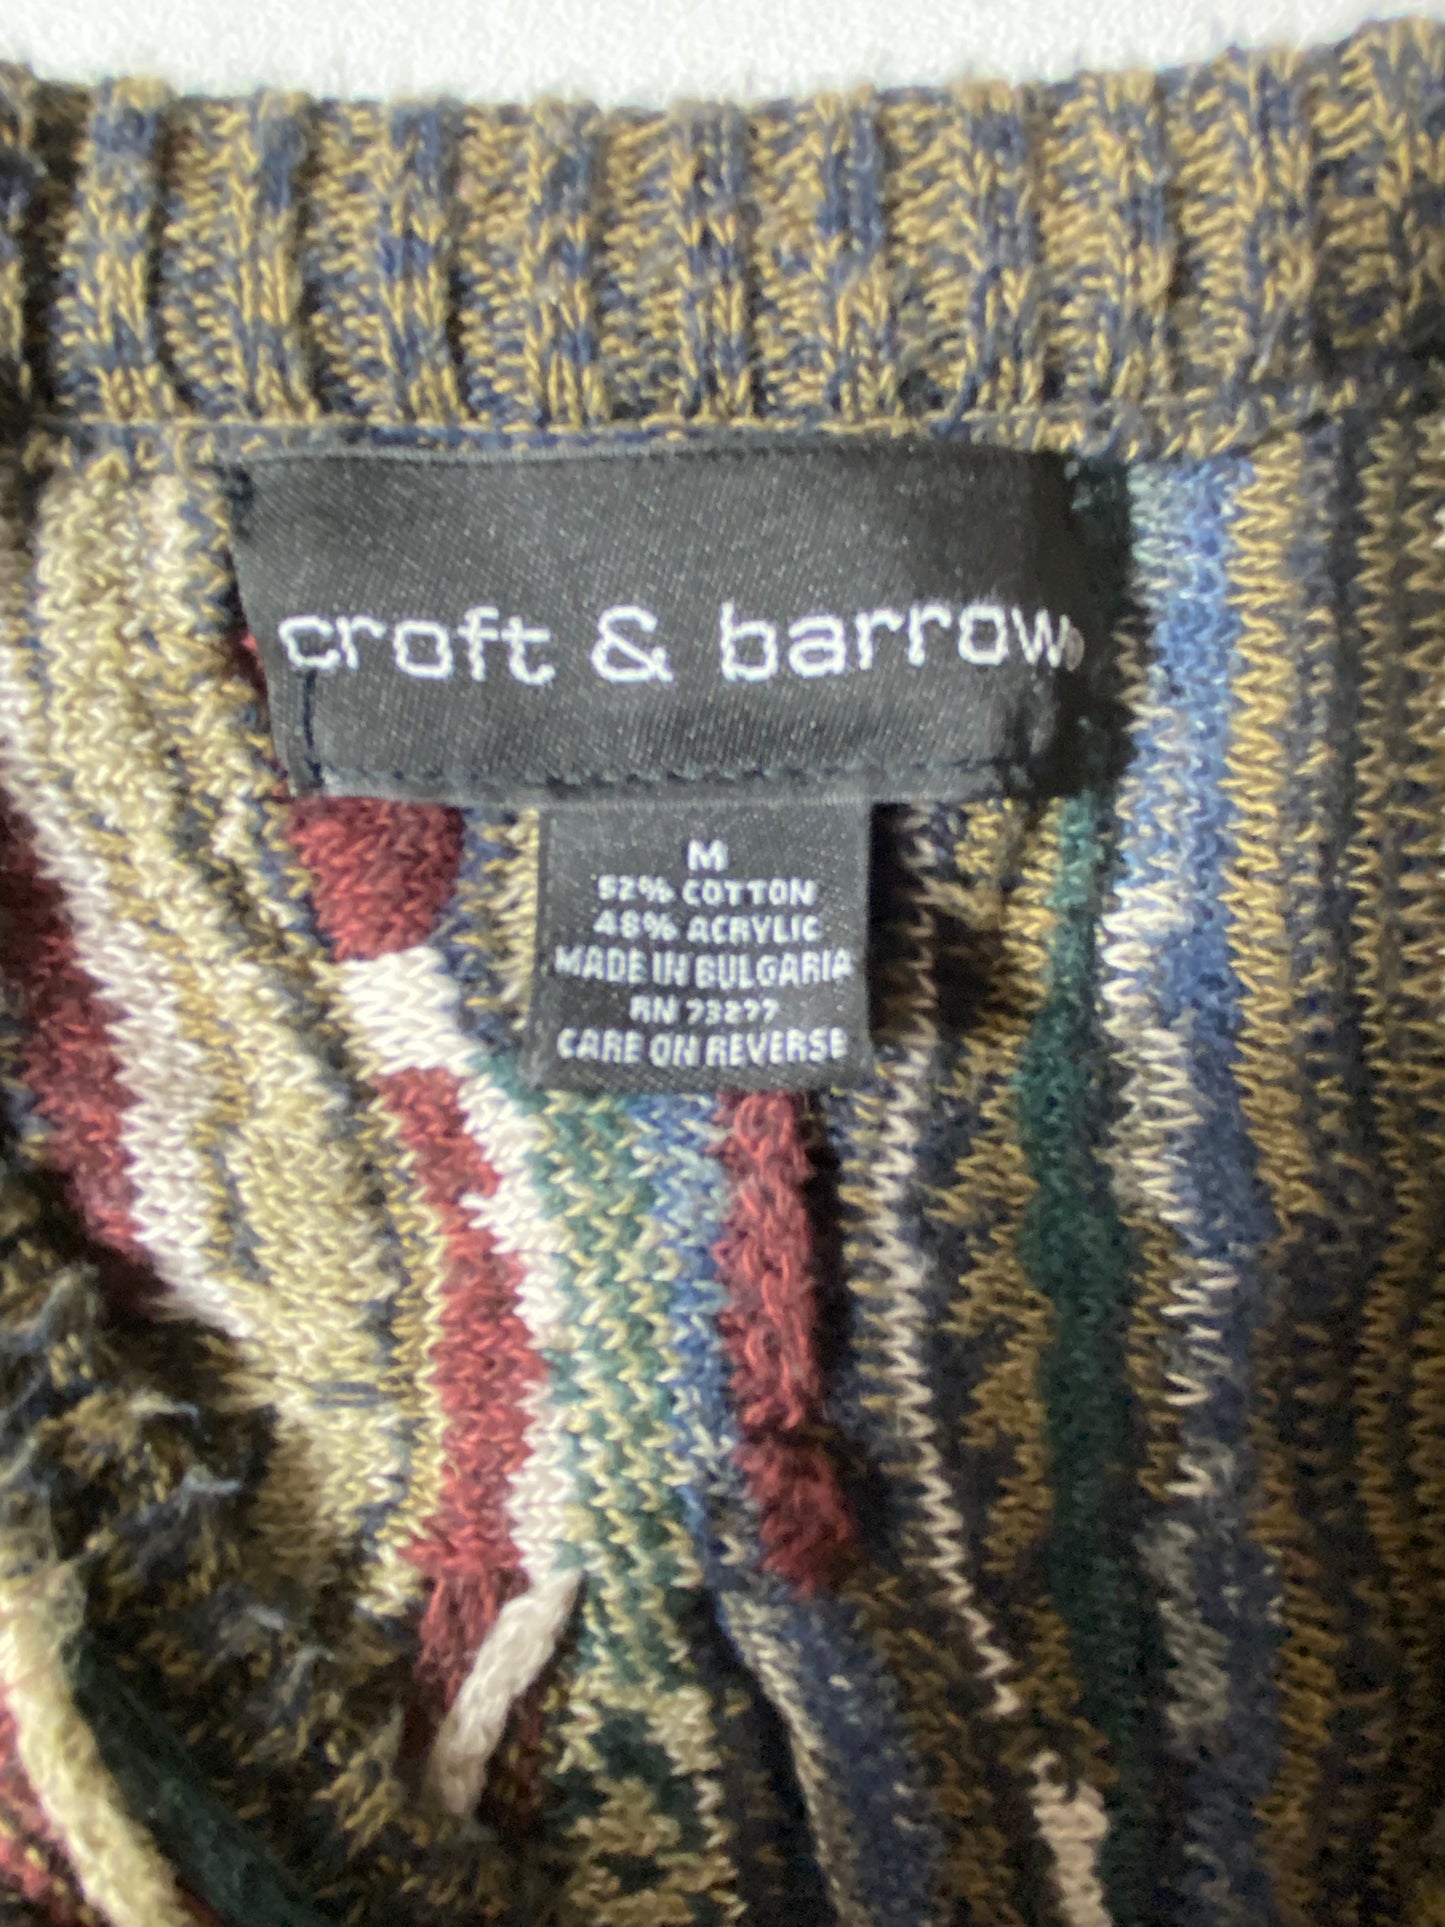 croft & barrow®
M
52% COTTON
48% ACRYLIC
MADE IN BULGARIA
RN 73277
CARE ON REVERSE